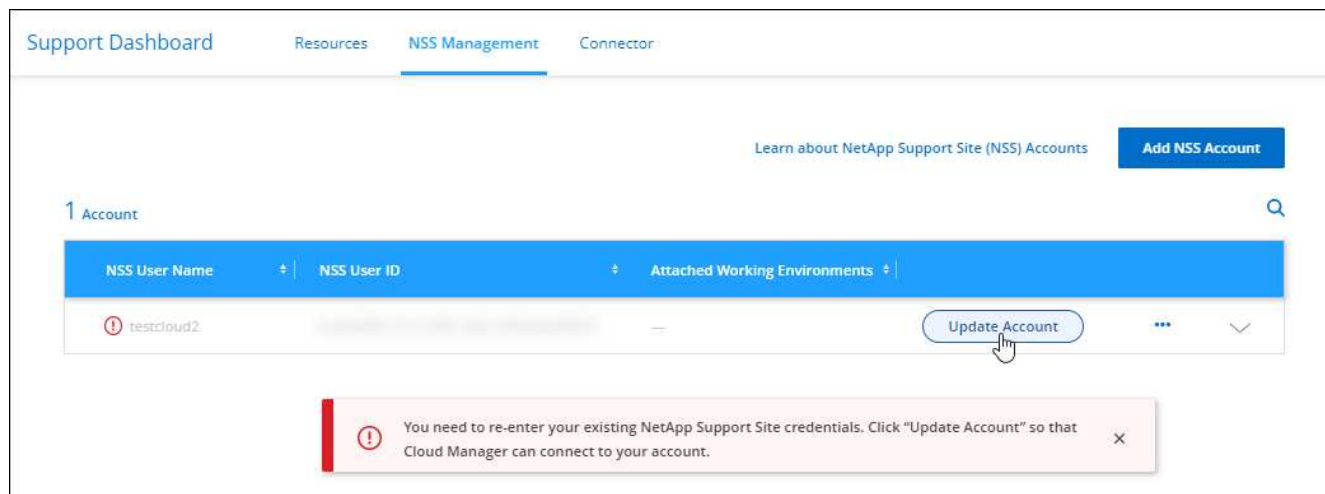 Support Dashboard Resources NSS Management Connector
Learn about NetApp Support Site (NSS) Accounts Add NSS Account
1 Account
NSS User Name NSS User ID Attached Working Environments
testcloud2 — Update Account ...
You need to re-enter your existing NetApp Support Site credentials. Click “Update Account” so that
Cloud Manager can connect to your account.